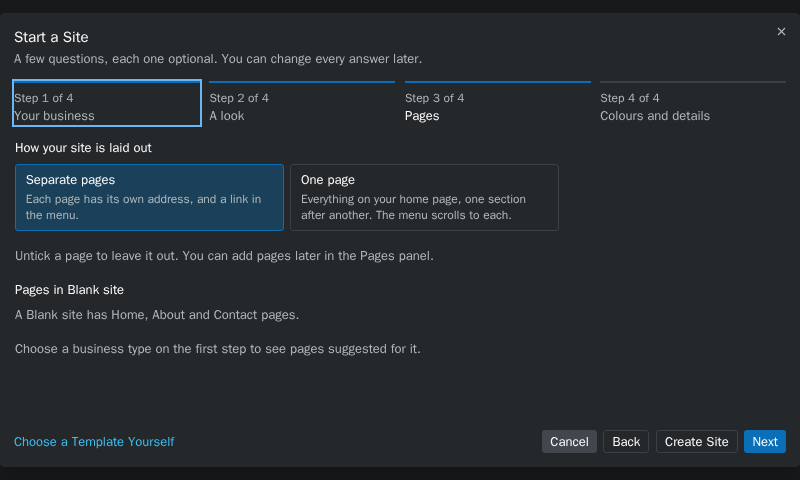 Start a Site
A few questions, each one optional. You can change every answer later.
Step 1 of 4
Your business
Step 2 of 4
A look
Step 3 of 4
Pages
Step 4 of 4
Colours and details
How your site is laid out
Separate pages
Each page has its own address, and a link in
the menu.
One page
Everything on your home page, one section
after another. The menu scrolls to each.
Untick a page to leave it out. You can add pages later in the Pages panel.
Pages in Blank site
A Blank site has Home, About and Contact pages.
Choose a business type on the first step to see pages suggested for it.
Choose a Template Yourself
Cancel
Back
Create Site
Next